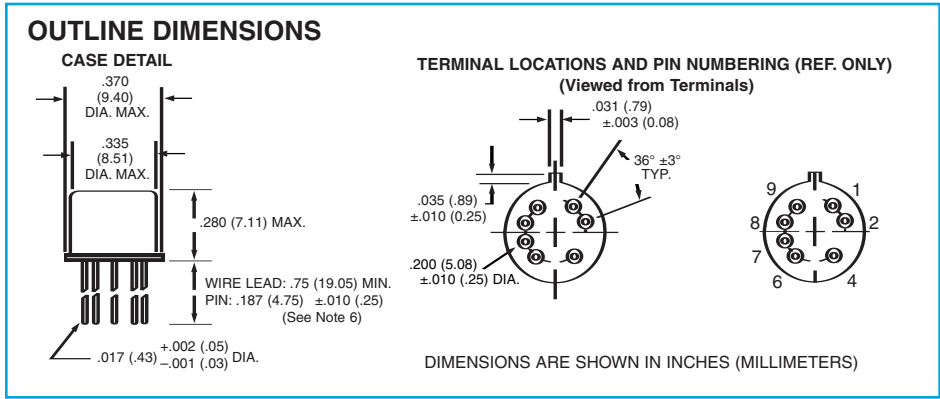 OUTLINE DIMENSIONS
CASE DETAIL
.370
(9.40)
DIA. MAX.
.335
(8.51)
DIA. MAX.
.280 (7.11) MAX.
WIRE LEAD: .75 (19.05) MIN.
PIN: .187 (4.75) ±.010 (.25)
(See Note 6)
.017 (.43) +.002 (.05) DIA.
–.001 (.03)
TERMINAL LOCATIONS AND PIN NUMBERING (REF. ONLY)
(Viewed from Terminals)
.031 (.79)
±.003 (0.08)
36° ±3°
TYP.
.035 (.89)
±.010 (0.25)
.200 (5.08)
±.010 (.25) DIA.
9 1
8 2
7
6 4
DIMENSIONS ARE SHOWN IN INCHES (MILLIMETERS)